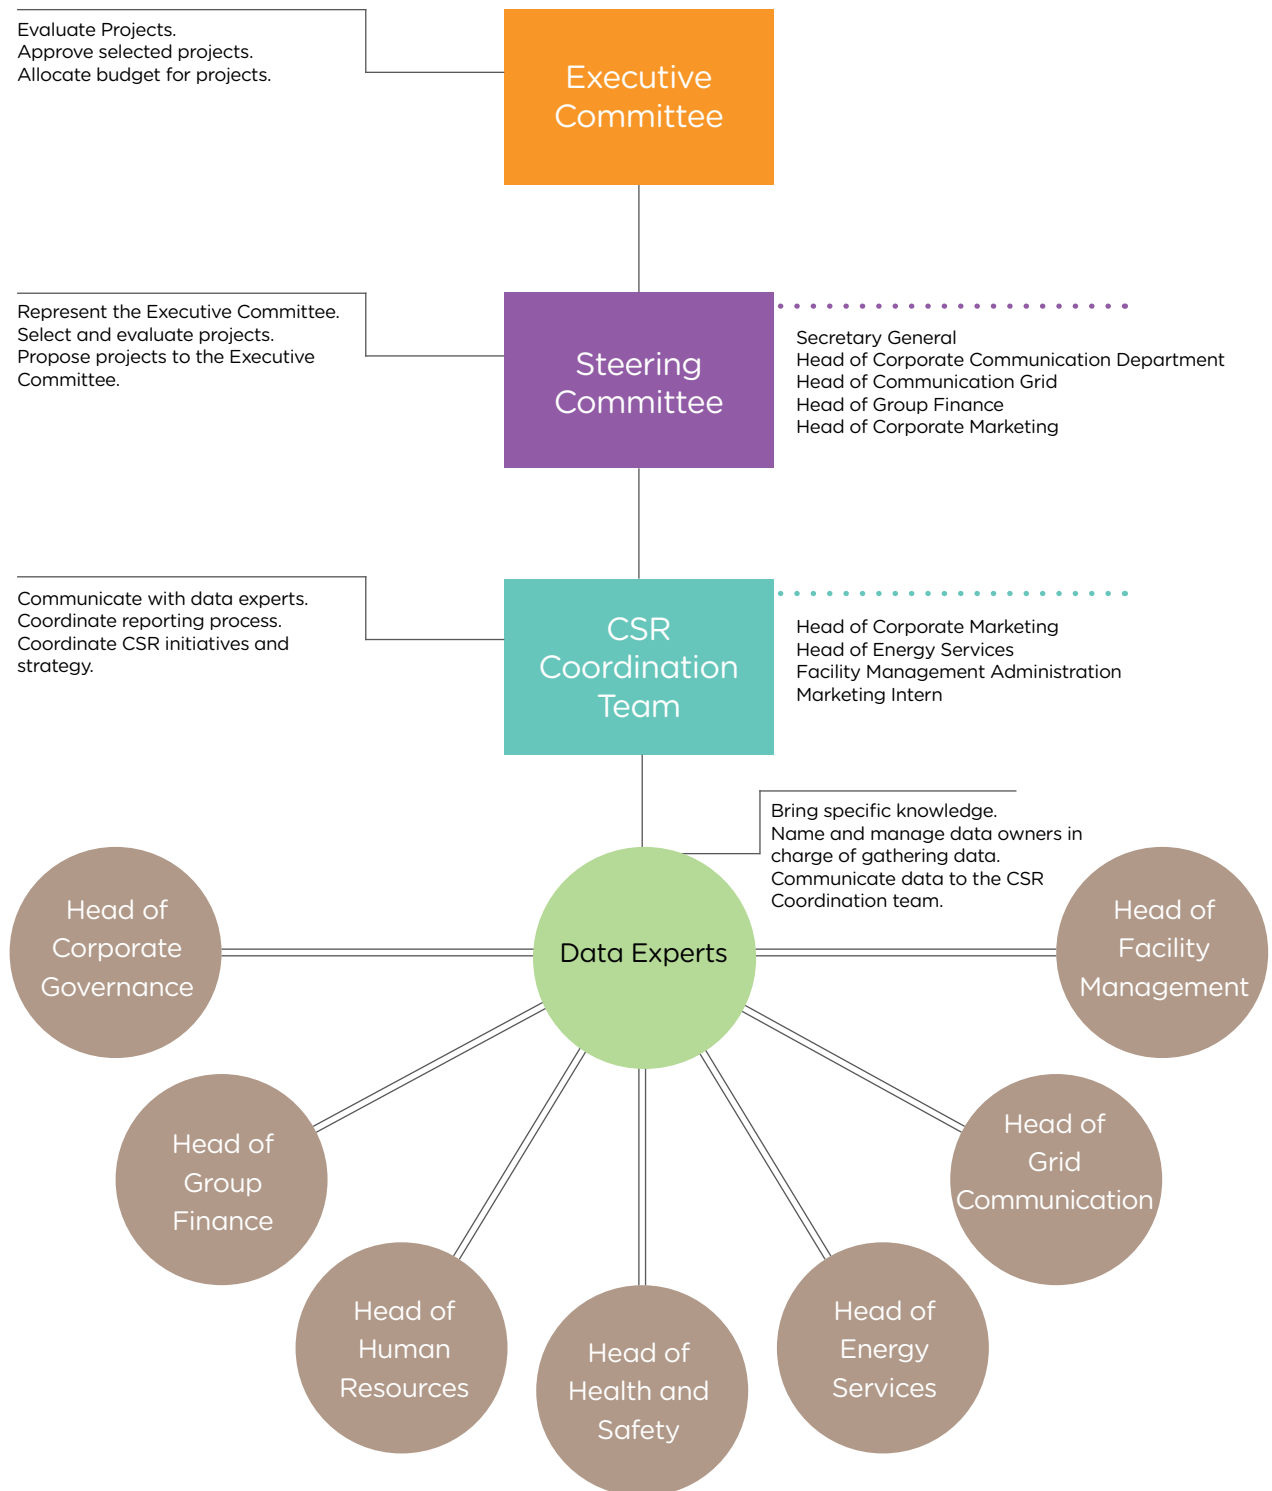 Evaluate Projects.
Approve selected projects.
Allocate budget for projects.
Executive
Committee
Represent the Executive Committee.
Select and evaluate projects.
Propose projects to the Executive
Committee.
Steering
Committee
Secretary General
Head of Corporate Communication Department
Head of Communication Grid
Head of Group Finance
Head of Corporate Marketing
Communicate with data experts.
Coordinate reporting process.
Coordinate CSR initiatives and
strategy.
CSR
Coordination
Team
Head of Corporate Marketing
Head of Energy Services
Facility Management Administration
Marketing Intern
Bring specific knowledge.
Name and manage data owners in
charge of gathering data.
Communicate data to the CSR
Coordination team.
Data Experts
Head of
Corporate
Governance
Head of
Group
Finance
Head of
Human
Resources
Head of
Health and
Safety
Head of
Energy
Services
Head of
Grid
Communication
Head of
Facility
Management